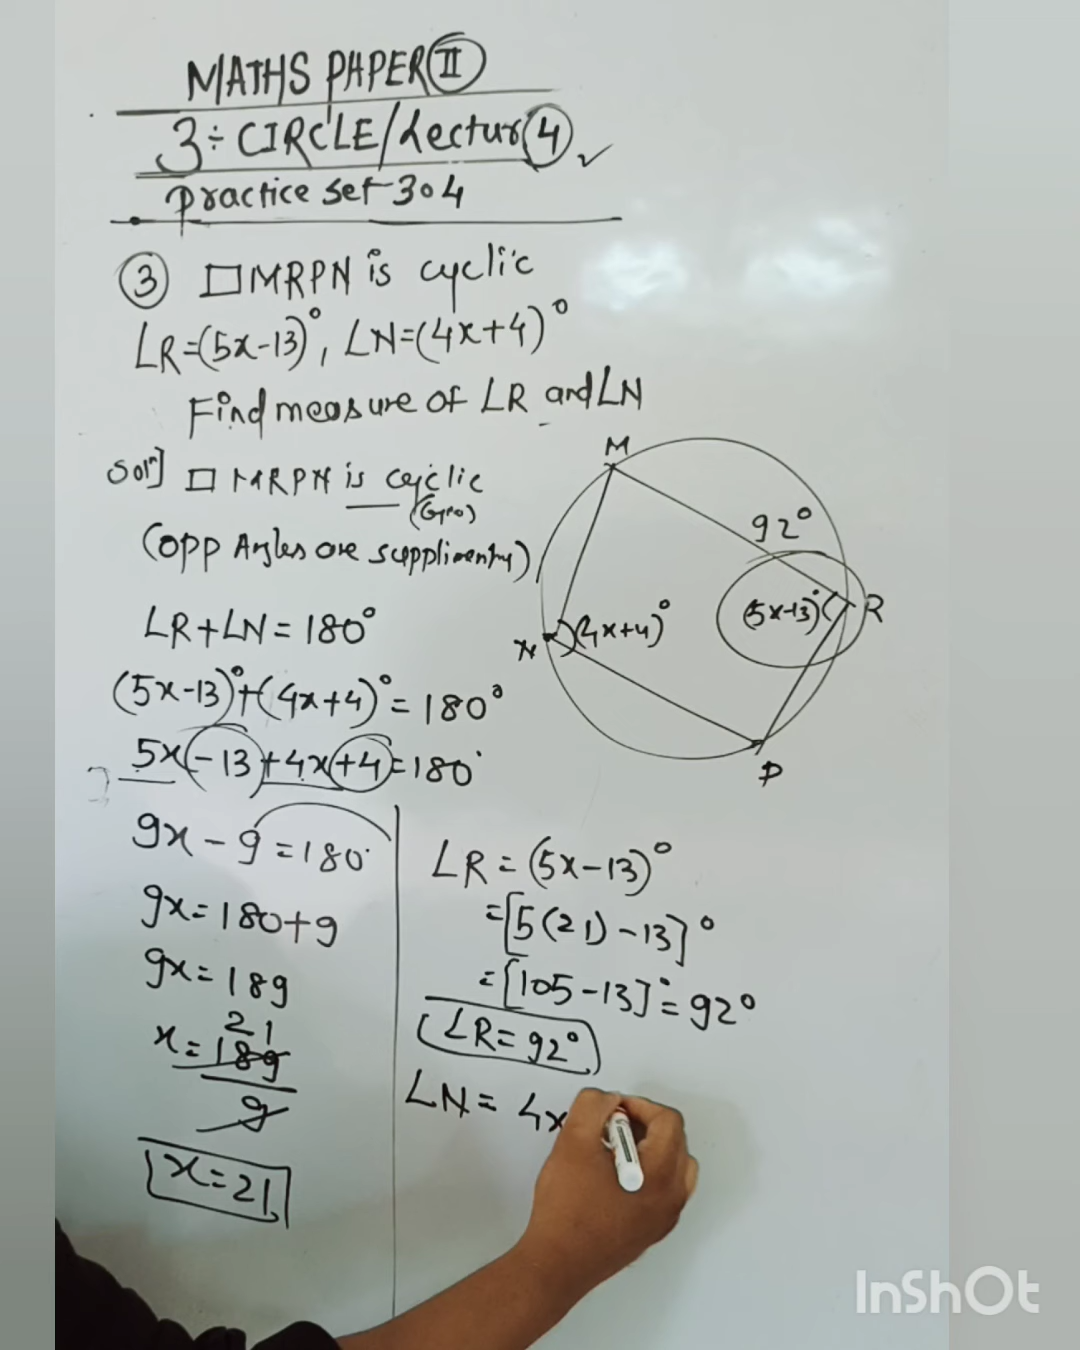 MATHS PAPER II
3÷ CIRCLE/Lectur 4
Practice set-3.4
3 □MRPN is cyclic
∠R=(5x-13)°, ∠N=(4x+4)°
Find measure of ∠R and ∠N
Soln] □ MRPN is cyclic
(Opp Angles are supplimentry)
∠R+∠N=180°
(5x-13)°+(4x+4)°=180°
5x-13+4x+4=180°
9x-9=180°
9x=180+9
9x=189
21
x=189
9
x=21
M
92°
(5x-13)°
R
N
(4x+4)°
P
∠R=(5x-13)°
=[5(21)-13]°
=[105-13]°=92°
∠R=92°
∠N=4x
InShOt